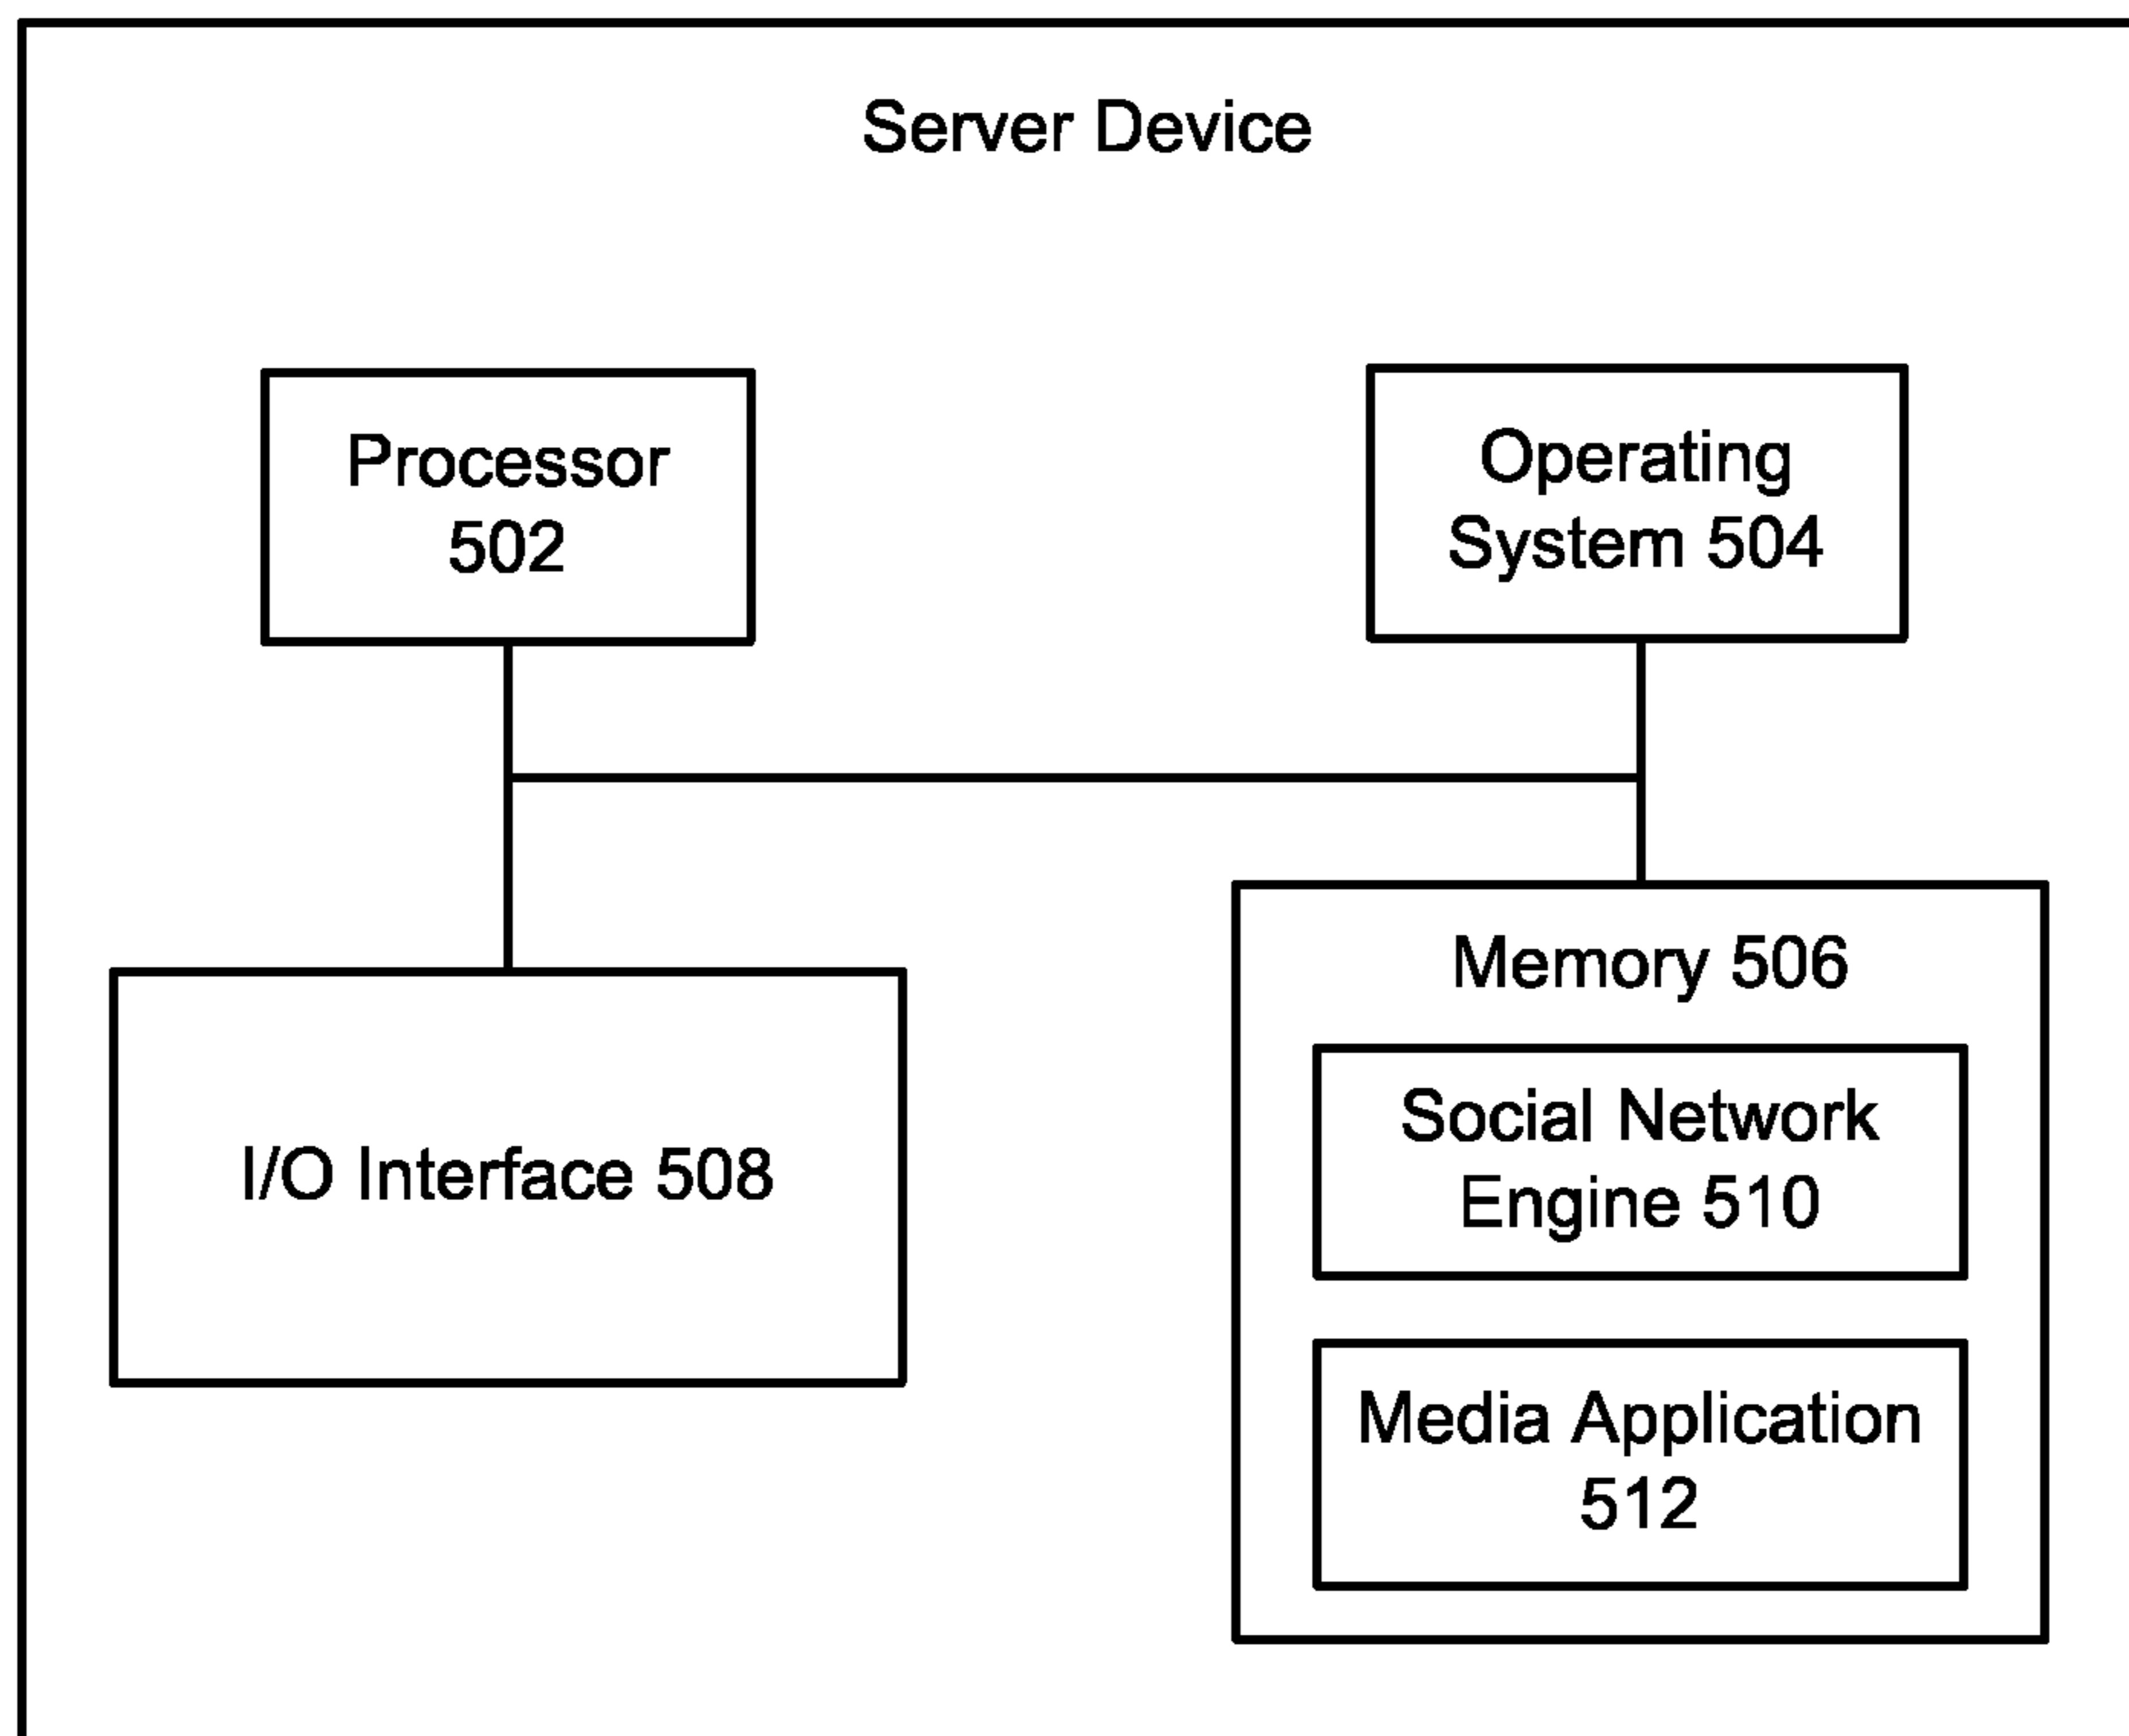 Server Device
Processor
502
Operating
System 504
I/O Interface 508
Memory 506
Social Network
Engine 510
Media Application
512